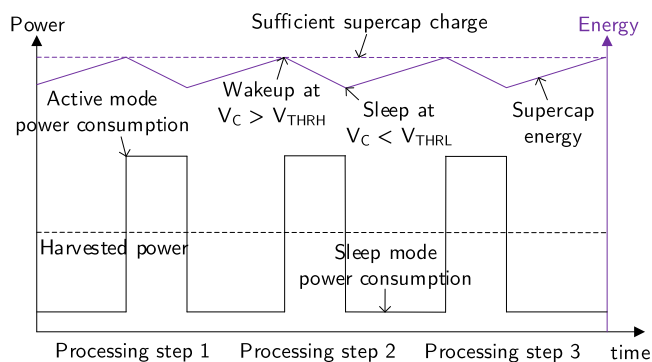 Sufficient supercap charge
Power
Energy
Wakeup at
V_C > V_THRH
Active mode
power consumption
Sleep at
V_C < V_THRL
Supercap
energy
Harvested power
Sleep mode
power consumption
Processing step 1
Processing step 2
Processing step 3
time